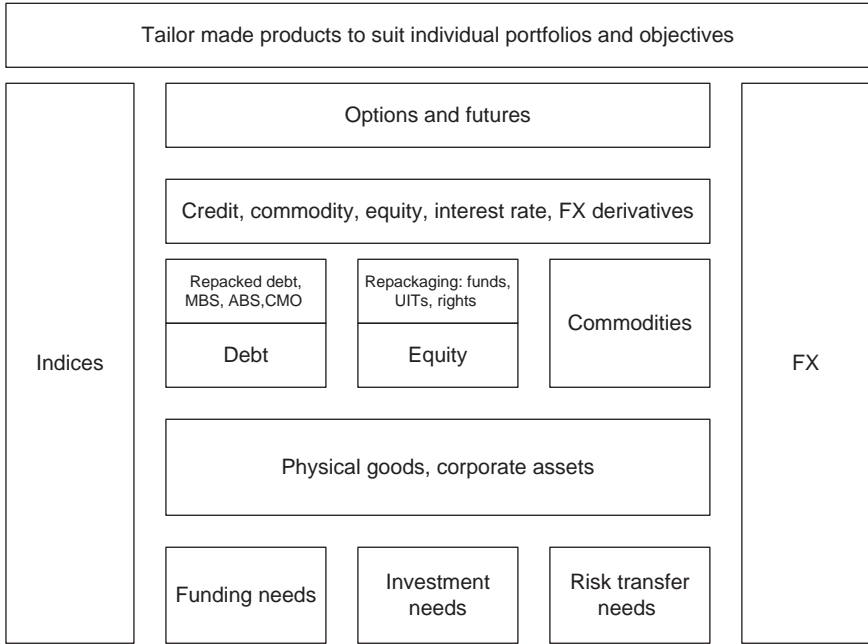 Tailor made products to suit individual portfolios and objectives
Options and futures
Credit, commodity, equity, interest rate, FX derivatives
Repacked debt,
MBS, ABS,CMO
Debt
Repackaging: funds,
UITs, rights
Equity
Commodities
Indices
FX
Physical goods, corporate assets
Funding needs
Investment
needs
Risk transfer
needs